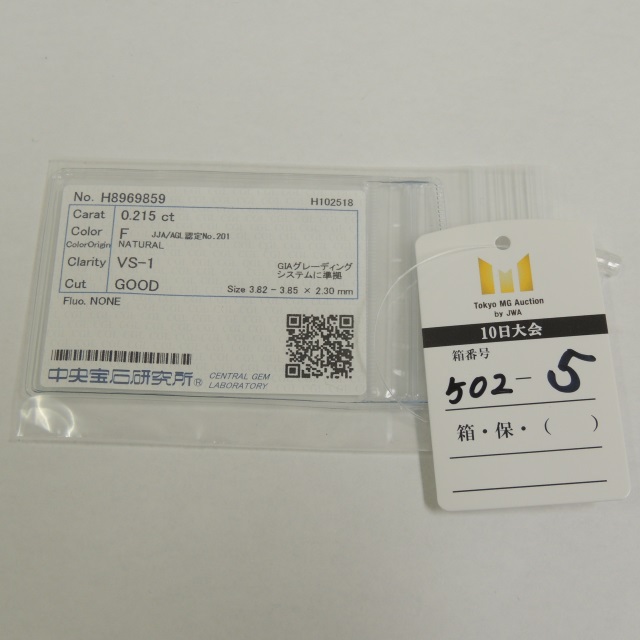 No. H8969859
H102518
Carat 0.215 ct
Color F JJA/AGL認定No.201
ColorOrigin NATURAL
Clarity VS-1
GIAグレーディング
システムに準拠
Cut GOOD
Size 3.82 - 3.85 × 2.30 mm
Fluo. NONE
中央宝石研究所®
CENTRAL GEM
LABORATORY
Tokyo MG Auction
by JWA
10日大会
箱番号
502-5
箱・保・（ ）